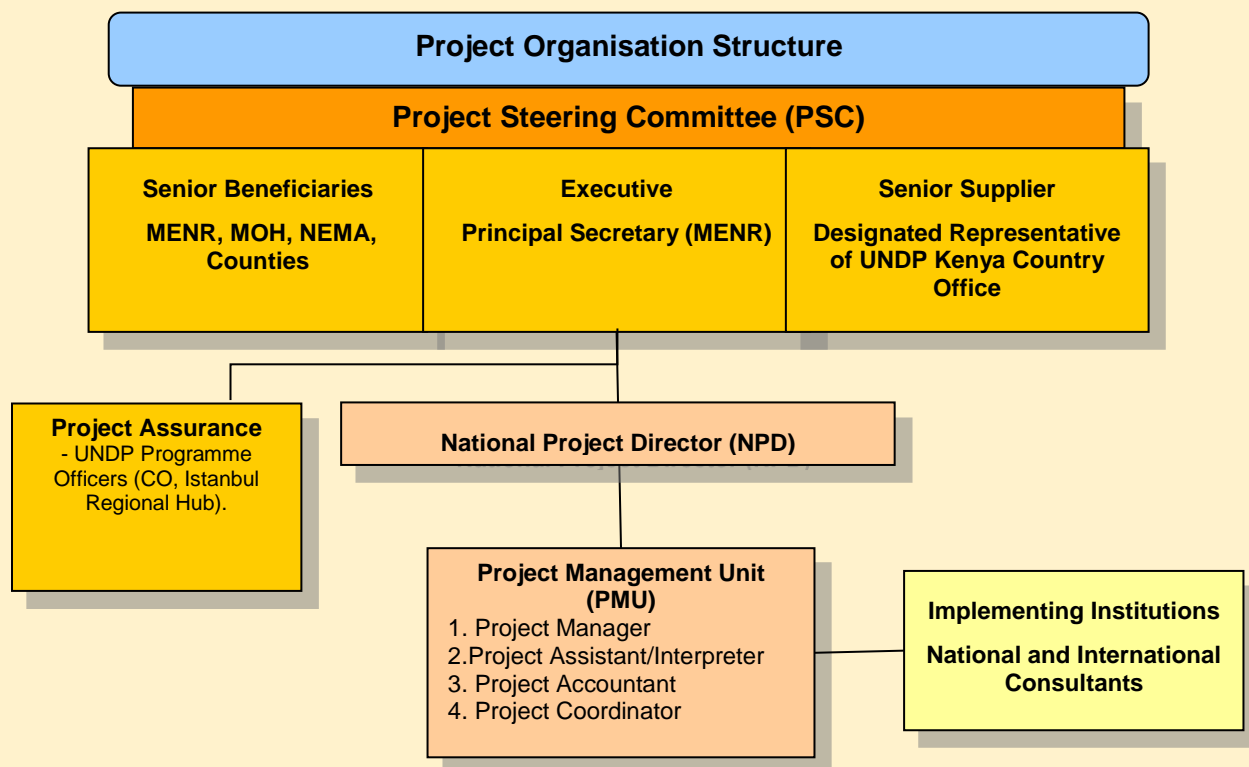 Project Organisation Structure
Project Steering Committee (PSC)
Senior Beneficiaries
MENR, MOH, NEMA,
Counties
Executive
Principal Secretary (MENR)
Senior Supplier
Designated Representative
of UNDP Kenya Country
Office
Project Assurance
- UNDP Programme
Officers (CO, Istanbul
Regional Hub).
National Project Director (NPD)
Project Management Unit
(PMU)
1. Project Manager
2.Project Assistant/Interpreter
3. Project Accountant
4. Project Coordinator
Implementing Institutions
National and International
Consultants